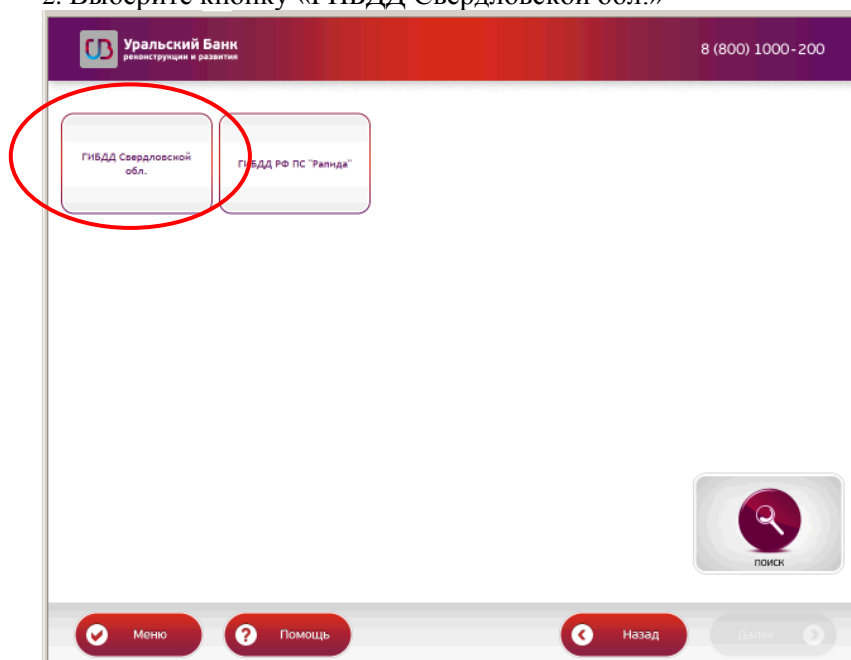 2. Выберите кнопку «ГИБДД Свердловской обл.»
Уральский Банк
реконструкции и развития
8 (800) 1000-200
ГИБДД Свердловской
обл.
ГИБДД РФ ПС "Рапида"
ПОИСК
Меню
Помощь
Назад
Далее